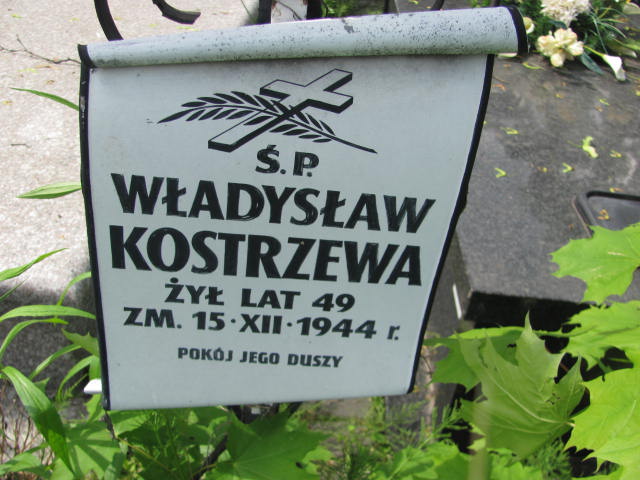 Ś.P.
WŁADYSŁAW
KOSTRZEWA
ŻYŁ LAT 49
ZM. 15·XII·1944 r.
POKÓJ JEGO DUSZY